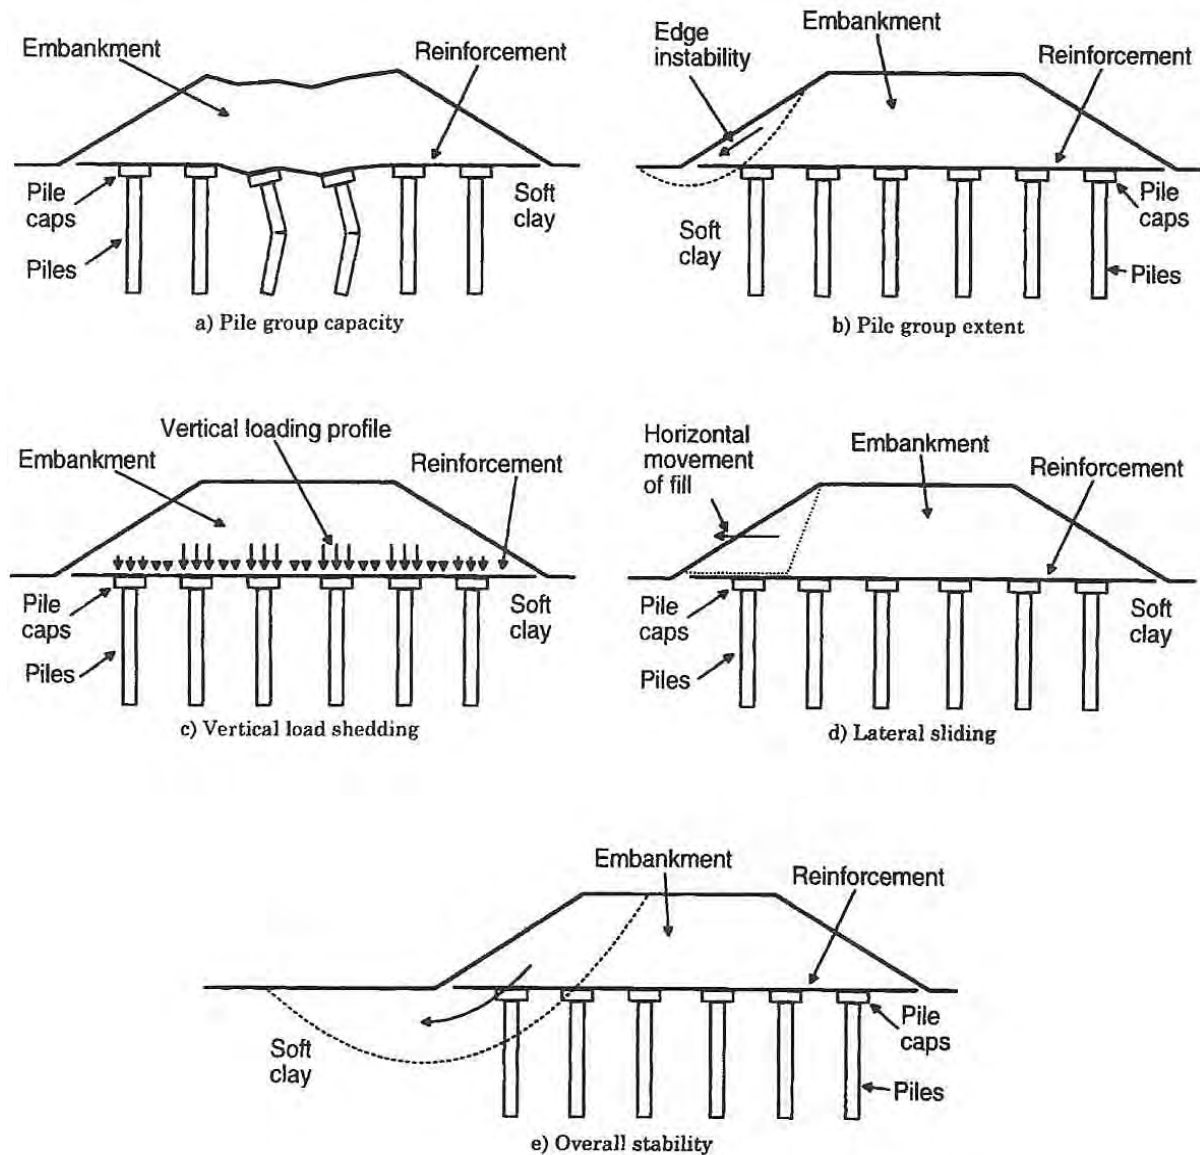 Embankment
Reinforcement
Pile
caps
Soft
clay
Piles
a) Pile group capacity
Edge
instability
Embankment
Reinforcement
Soft
clay
Pile
caps
Piles
b) Pile group extent
Vertical loading profile
Embankment
Reinforcement
Pile
caps
Soft
clay
Piles
c) Vertical load shedding
Horizontal
movement
of fill
Embankment
Reinforcement
Pile
caps
Soft
clay
Piles
d) Lateral sliding
Embankment
Reinforcement
Soft
clay
Pile
caps
Piles
e) Overall stability